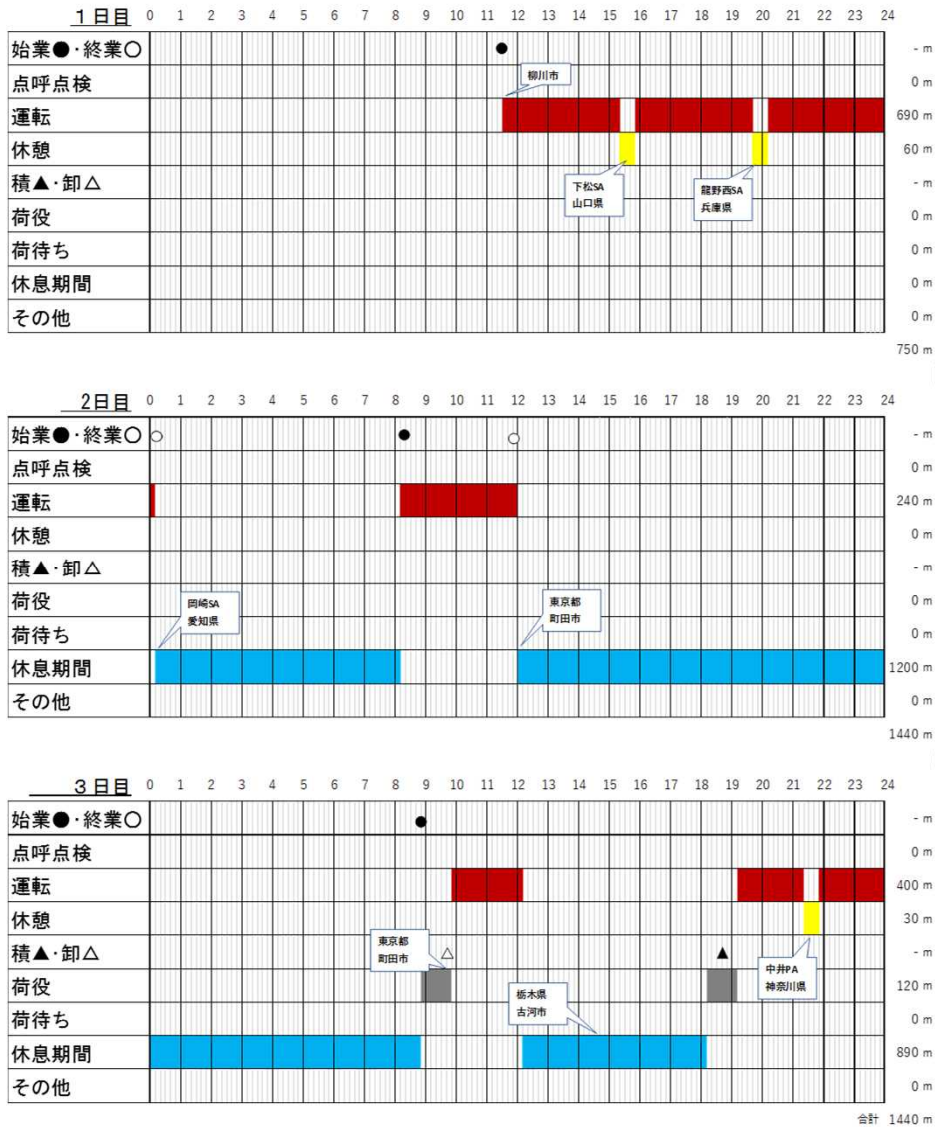 １日目 0 1 2 3 4 5 6 7 8 9 10 11 12 13 14 15 16 17 18 19 20 21 22 23 24
始業●・終業○ - m
点呼点検 0 m
柳川市
運転 690 m
休憩 60 m
積▲・卸△ - m
下松SA
山口県
龍野西SA
兵庫県
荷役 0 m
荷待ち 0 m
休息期間 0 m
その他 0 m
750 m
2日目 0 1 2 3 4 5 6 7 8 9 10 11 12 13 14 15 16 17 18 19 20 21 22 23 24
始業●・終業○ - m
点呼点検 0 m
運転 240 m
休憩 0 m
積▲・卸△ - m
荷役 0 m
岡崎SA
愛知県
東京都
町田市
荷待ち 0 m
休息期間 1200 m
その他 0 m
1440 m
３日目 0 1 2 3 4 5 6 7 8 9 10 11 12 13 14 15 16 17 18 19 20 21 22 23 24
始業●・終業○ - m
点呼点検 0 m
運転 400 m
休憩 30 m
積▲・卸△ - m
東京都
町田市
中井PA
神奈川県
荷役 120 m
栃木県
古河市
荷待ち 0 m
休息期間 890 m
その他 0 m
合計 1440 m